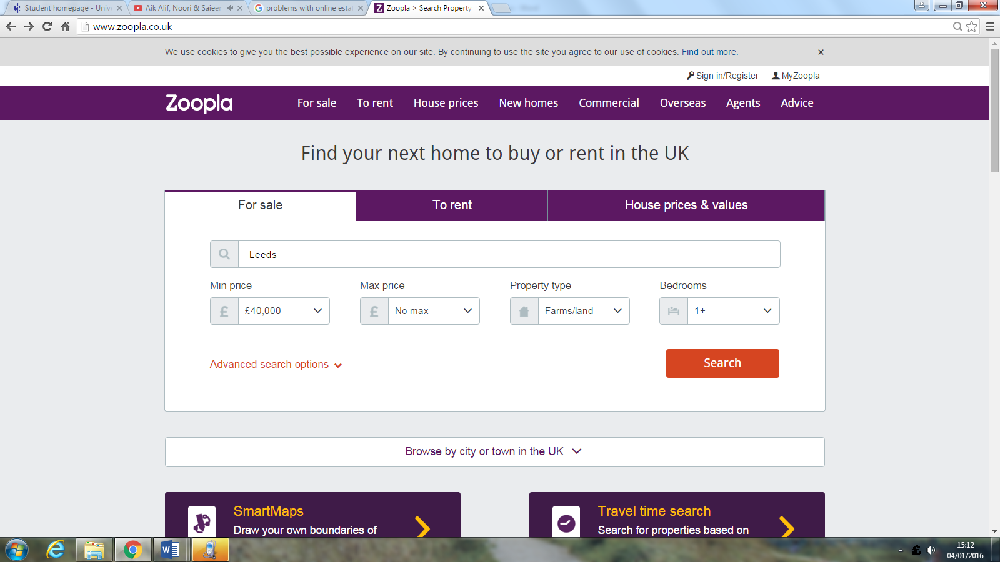 Student homepage - Univ
Aik Alif, Noori & Saieen
problems with online estat
Zoopla > Search Property
www.zoopla.co.uk
We use cookies to give you the best possible experience on our site. By continuing to use the site you agree to our use of cookies. Find out more.
Sign in/Register MyZoopla
Zoopla For sale To rent House prices New homes Commercial Overseas Agents Advice
Find your next home to buy or rent in the UK
For sale To rent House prices & values
Leeds
Min price Max price Property type Bedrooms
£ £40,000 £ No max Farms/land 1+
Advanced search options Search
Browse by city or town in the UK
SmartMaps
Draw your own boundaries of
Travel time search
Search for properties based on
15:12
04/01/2016